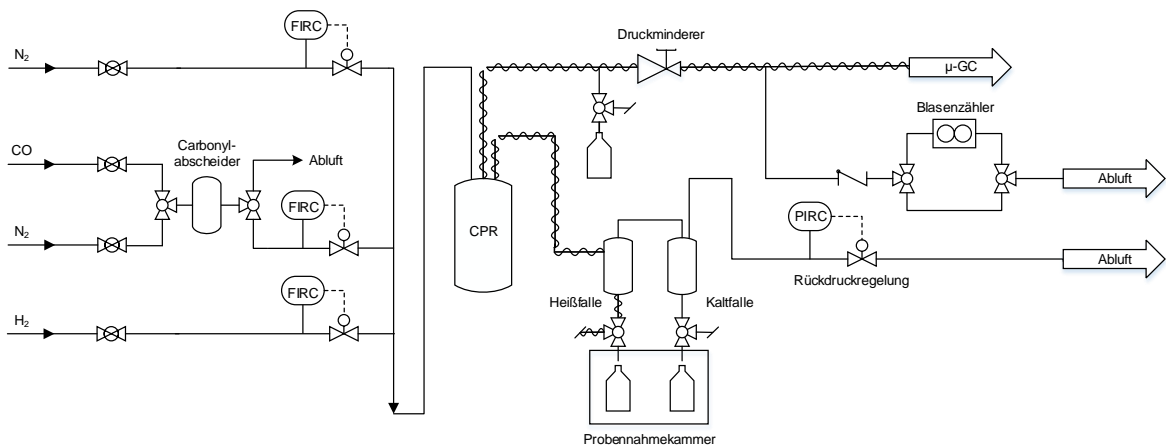 N₂
FIRC
CO
Carbonyl-
abscheider
Abluft
N₂
FIRC
H₂
FIRC
CPR
Druckminderer
µ-GC
Blasenzähler
Abluft
PIRC
Abluft
Rückdruckregelung
Heißfalle
Kaltfalle
Probennahmekammer